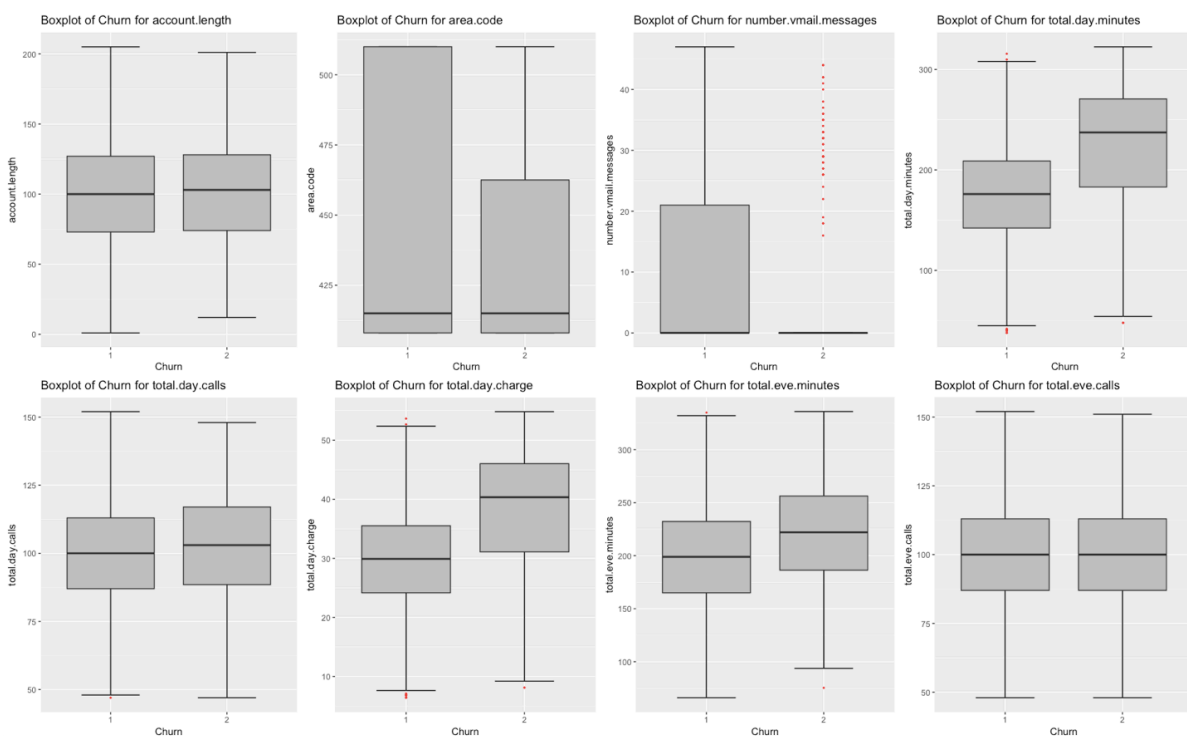 Boxplot of Churn for account.length
200
150
100
50
0
account.length
1
2
Churn
Boxplot of Churn for area.code
500
475
450
425
area.code
1
2
Churn
Boxplot of Churn for number.vmail.messages
40
30
20
10
0
number.vmail.messages
1
2
Churn
Boxplot of Churn for total.day.minutes
300
200
100
total.day.minutes
1
2
Churn
Boxplot of Churn for total.day.calls
150
125
100
75
50
total.day.calls
1
2
Churn
Boxplot of Churn for total.day.charge
50
40
30
20
10
total.day.charge
1
2
Churn
Boxplot of Churn for total.eve.minutes
300
250
200
150
100
total.eve.minutes
1
2
Churn
Boxplot of Churn for total.eve.calls
150
125
100
75
50
total.eve.calls
1
2
Churn